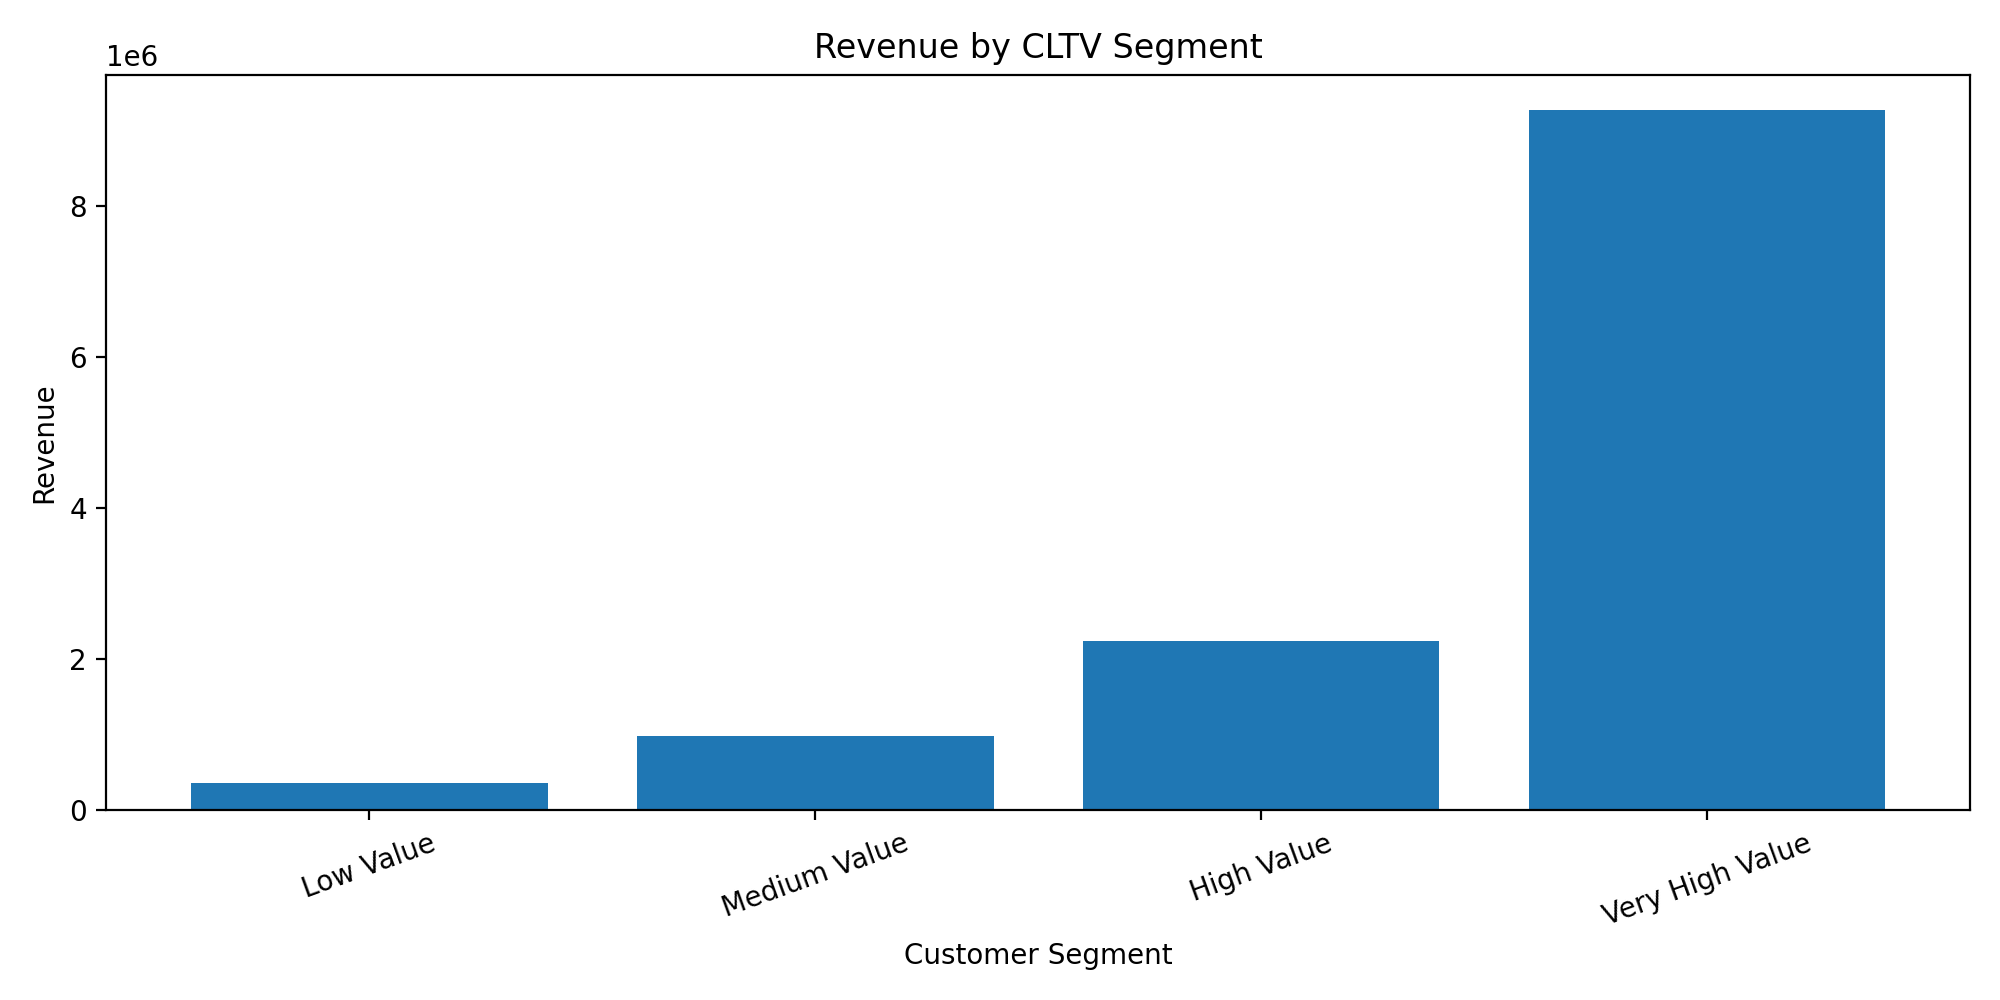 Revenue by CLTV Segment
1e6
8
6
4
2
0
Revenue
Low Value
Medium Value
High Value
Very High Value
Customer Segment